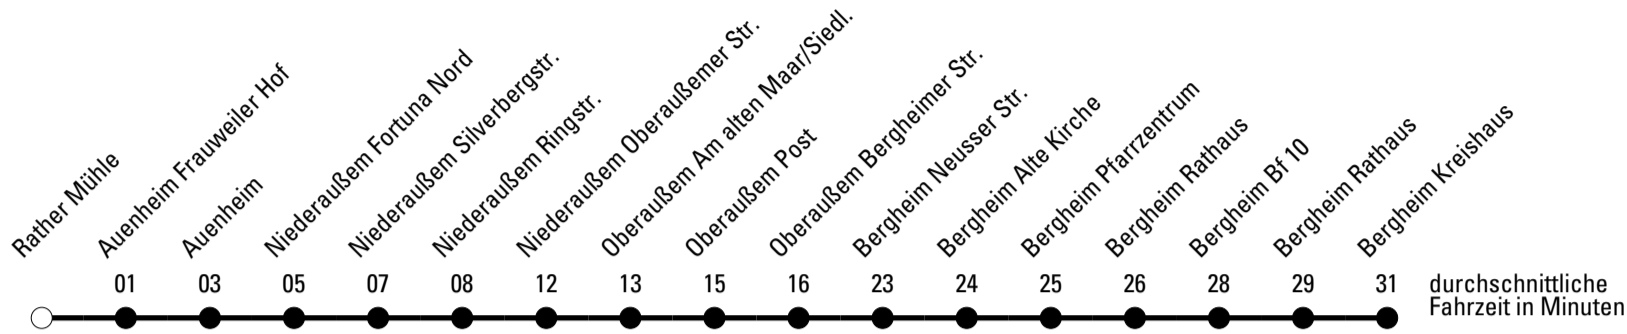 Rather Mühle
Auenheim Frauweiler Hof
Auenheim
Niederaußem Fortuna Nord
Niederaußem Silverbergstr.
Niederaußem Ringstr.
Niederaußem Oberaußemer Str.
Oberaußem Am alten Maar/Siedl.
Oberaußem Post
Oberaußem Bergheimer Str.
Bergheim Neusser Str.
Bergheim Alte Kirche
Bergheim Pfarrzentrum
Bergheim Rathaus
Bergheim Bf 10
Bergheim Rathaus
Bergheim Kreishaus
01 03 05 07 08 12 13 15 16 23 24 25 26 28 29 31 durchschnittliche
Fahrzeit in Minuten